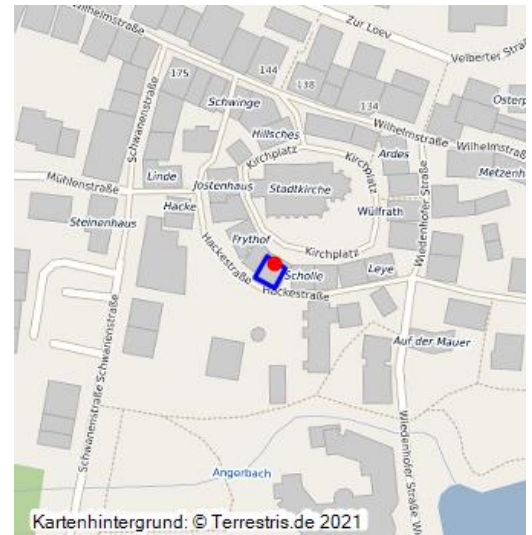 Zur Loev
Wilhelmstraße
Velberter Straß
175
144
138
134
Osterp
Schwinge
Schwanenstraße
Hillsches
Wilhelmstraße
Wilhelmstraß
Kirchplatz
Kirchplatz
Ardes
Metzenh
Mühlenstraße
Linde
Jostenhaus
Stadtkirche
Wiedenhofer Straße
Hacke
Wülfrath
Steinenhaus
Frythof
Kirchplatz
Hackestraße
Scholle
Leye
Hackestraße
Auf der Mauer
Schwanenstraße Schwanenstraße
Wiedenhofer Straße W
Angerbach
Kartenhintergrund: © Terrestris.de 2021